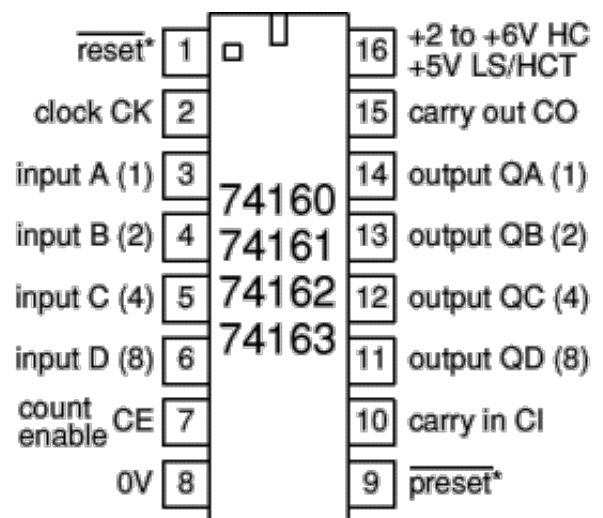 reset*
1
clock CK
2
input A (1)
3
input B (2)
4
input C (4)
5
input D (8)
6
count
enable CE
7
0V
8
74160
74161
74162
74163
16
+2 to +6V HC
+5V LS/HCT
15
carry out CO
14
output QA (1)
13
output QB (2)
12
output QC (4)
11
output QD (8)
10
carry in CI
9
preset*